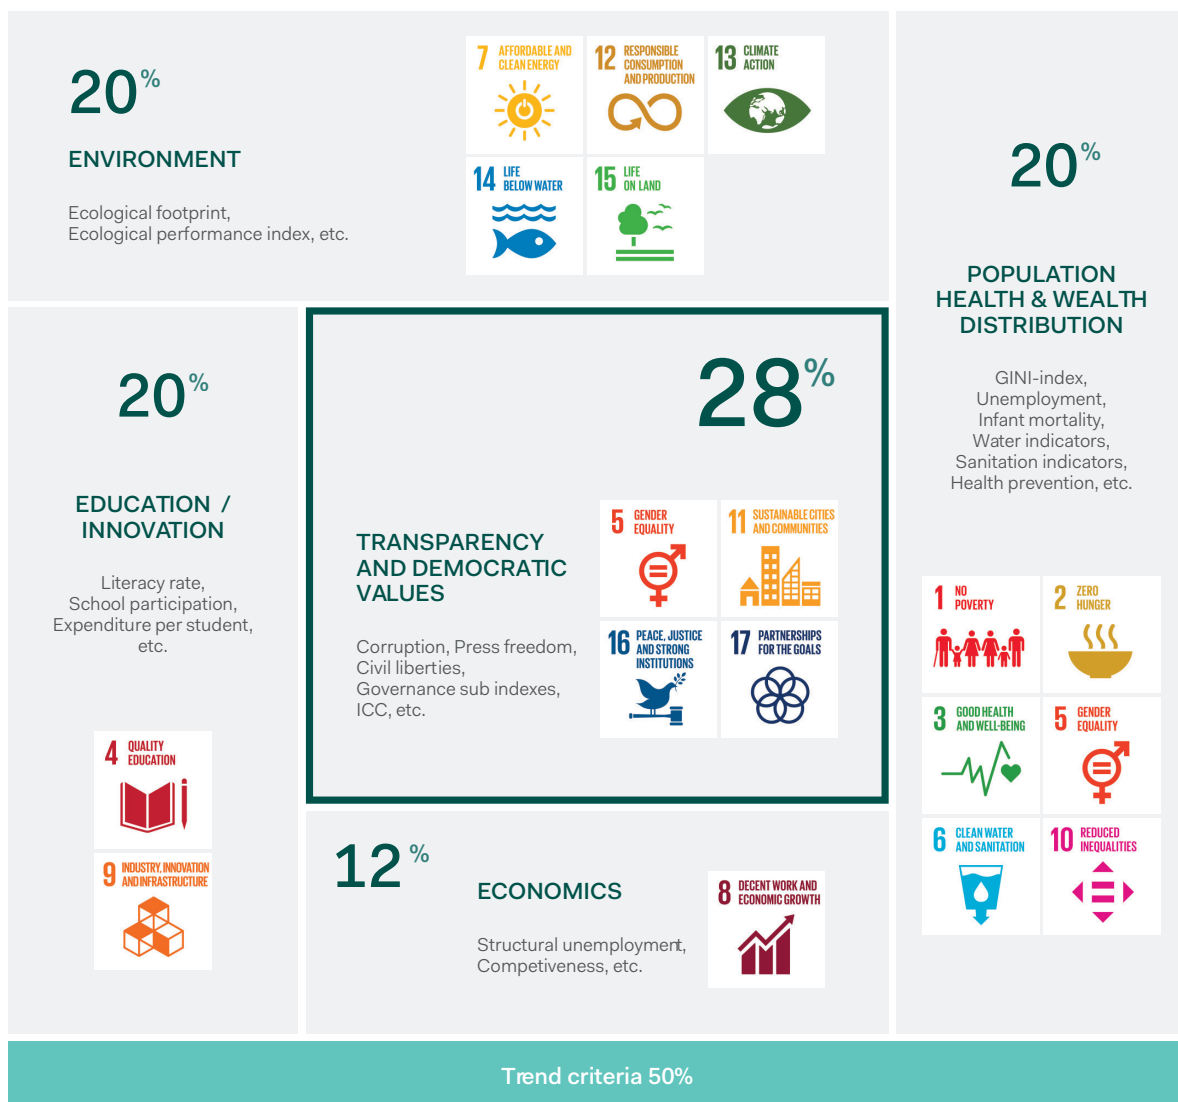 20%
ENVIRONMENT
Ecological footprint,
Ecological performance index, etc.
7 AFFORDABLE AND
CLEAN ENERGY
12 RESPONSIBLE
CONSUMPTION
AND PRODUCTION
13 CLIMATE
ACTION
14 LIFE
BELOW WATER
15 LIFE
ON LAND
20%
POPULATION
HEALTH & WEALTH
DISTRIBUTION
GINI-index,
Unemployment,
Infant mortality,
Water indicators,
Sanitation indicators,
Health prevention, etc.
1 NO
POVERTY
2 ZERO
HUNGER
3 GOOD HEALTH
AND WELL-BEING
5 GENDER
EQUALITY
6 CLEAN WATER
AND SANITATION
10 REDUCED
INEQUALITIES
20%
EDUCATION /
INNOVATION
Literacy rate,
School participation,
Expenditure per student,
etc.
4 QUALITY
EDUCATION
9 INDUSTRY, INNOVATION
AND INFRASTRUCTURE
28%
TRANSPARENCY
AND DEMOCRATIC
VALUES
Corruption, Press freedom,
Civil liberties,
Governance sub indexes,
ICC, etc.
5 GENDER
EQUALITY
11 SUSTAINABLE CITIES
AND COMMUNITIES
16 PEACE, JUSTICE
AND STRONG
INSTITUTIONS
17 PARTNERSHIPS
FOR THE GOALS
12%
ECONOMICS
Structural unemployment,
Competiveness, etc.
8 DECENT WORK AND
ECONOMIC GROWTH
Trend criteria 50%